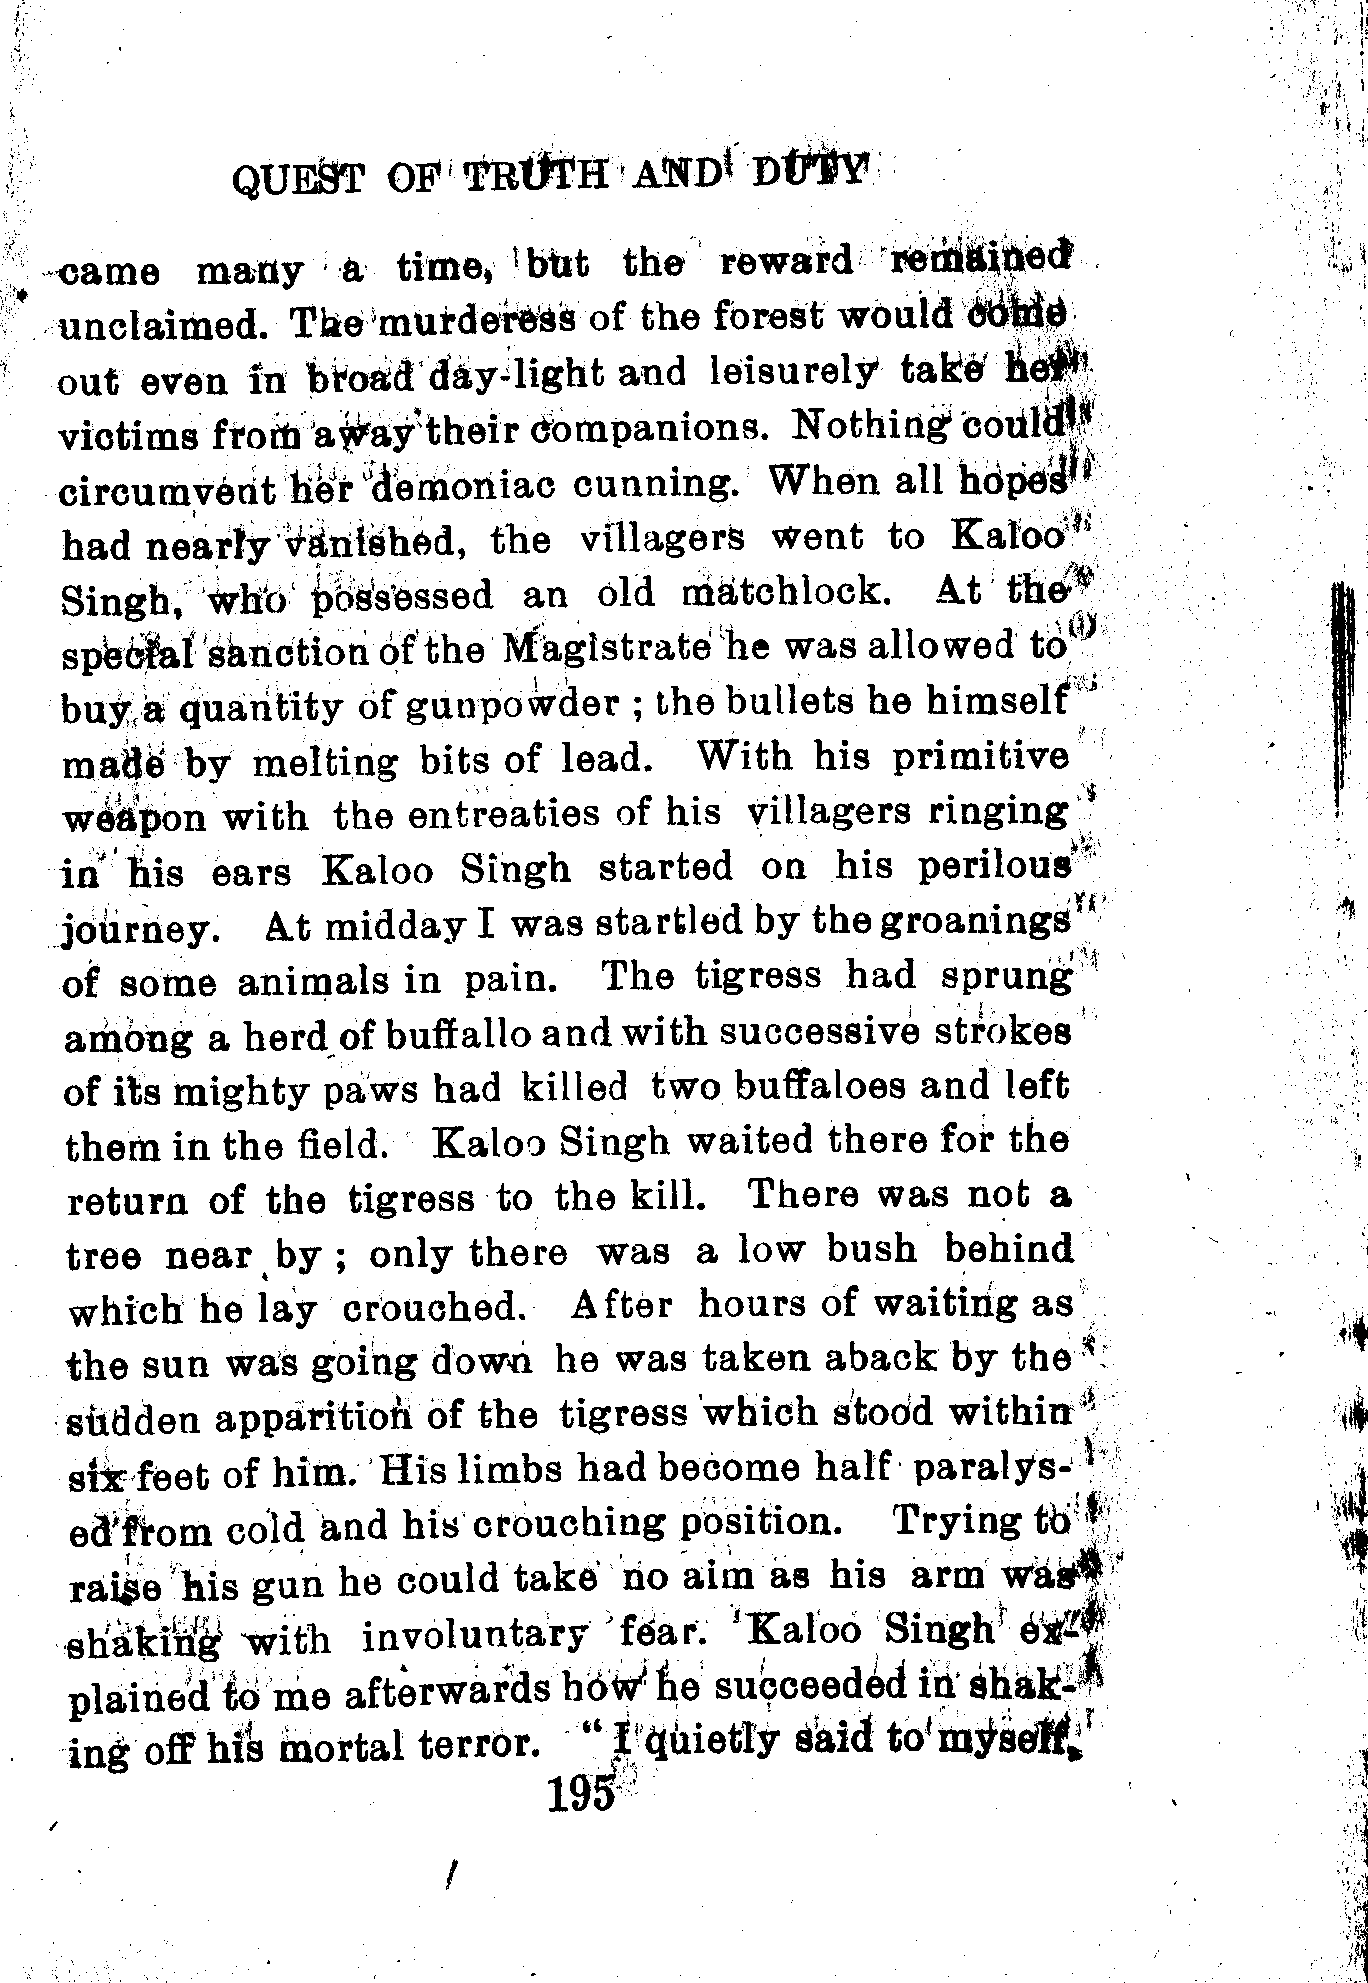 QUEST OF TRUTH AND DUTY
came many a time, but the reward remained
unclaimed. The murderess of the forest would come
out even in broad day-light and leisurely take her
victims from away their companions. Nothing could
circumvent her demoniac cunning. When all hopes
had nearly vanished, the villagers went to Kaloo
Singh, who possessed an old matchlock. At the
special sanction of the Magistrate he was allowed to
buy a quantity of gunpowder ; the bullets he himself
made by melting bits of lead. With his primitive
weapon with the entreaties of his villagers ringing
in his ears Kaloo Singh started on his perilous
journey. At midday I was startled by the groanings
of some animals in pain. The tigress had sprung
among a herd of buffallo and with successive strokes
of its mighty paws had killed two buffaloes and left
them in the field. Kaloo Singh waited there for the
return of the tigress to the kill. There was not a
tree near by ; only there was a low bush behind
which he lay crouched. After hours of waiting as
the sun was going down he was taken aback by the
sudden apparition of the tigress which stood within
six feet of him. His limbs had become half paralys-
ed from cold and his crouching position. Trying to
raise his gun he could take no aim as his arm was
shaking with involuntary fear. Kaloo Singh ex-
plained to me afterwards how he succeeded in shak-
ing off his mortal terror. "I quietly said to myself,
195